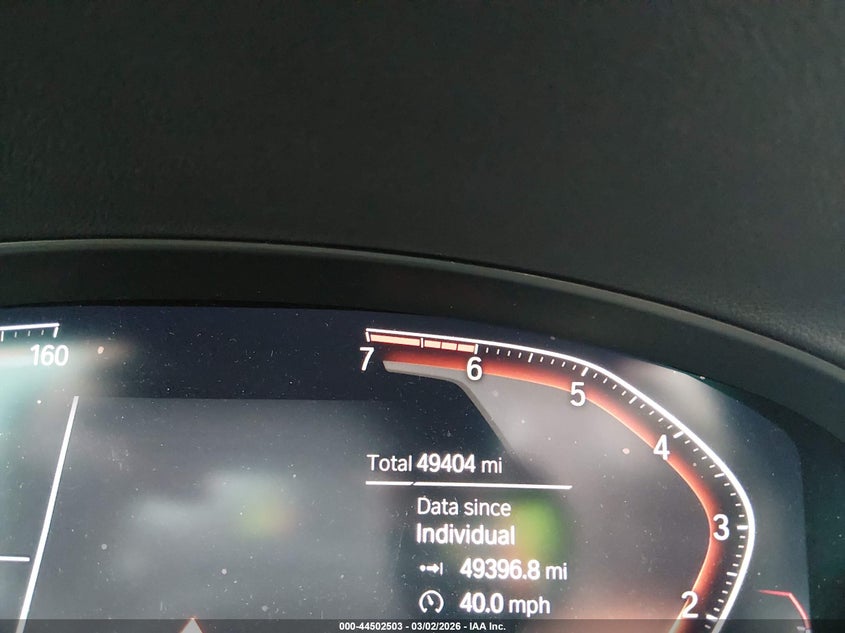 160
7
6
5
4
Total 49404 mi
Data since
Individual
3
49396.8 mi
40.0 mph
2
000-44502503 - 03/02/2026 - IAA Inc.